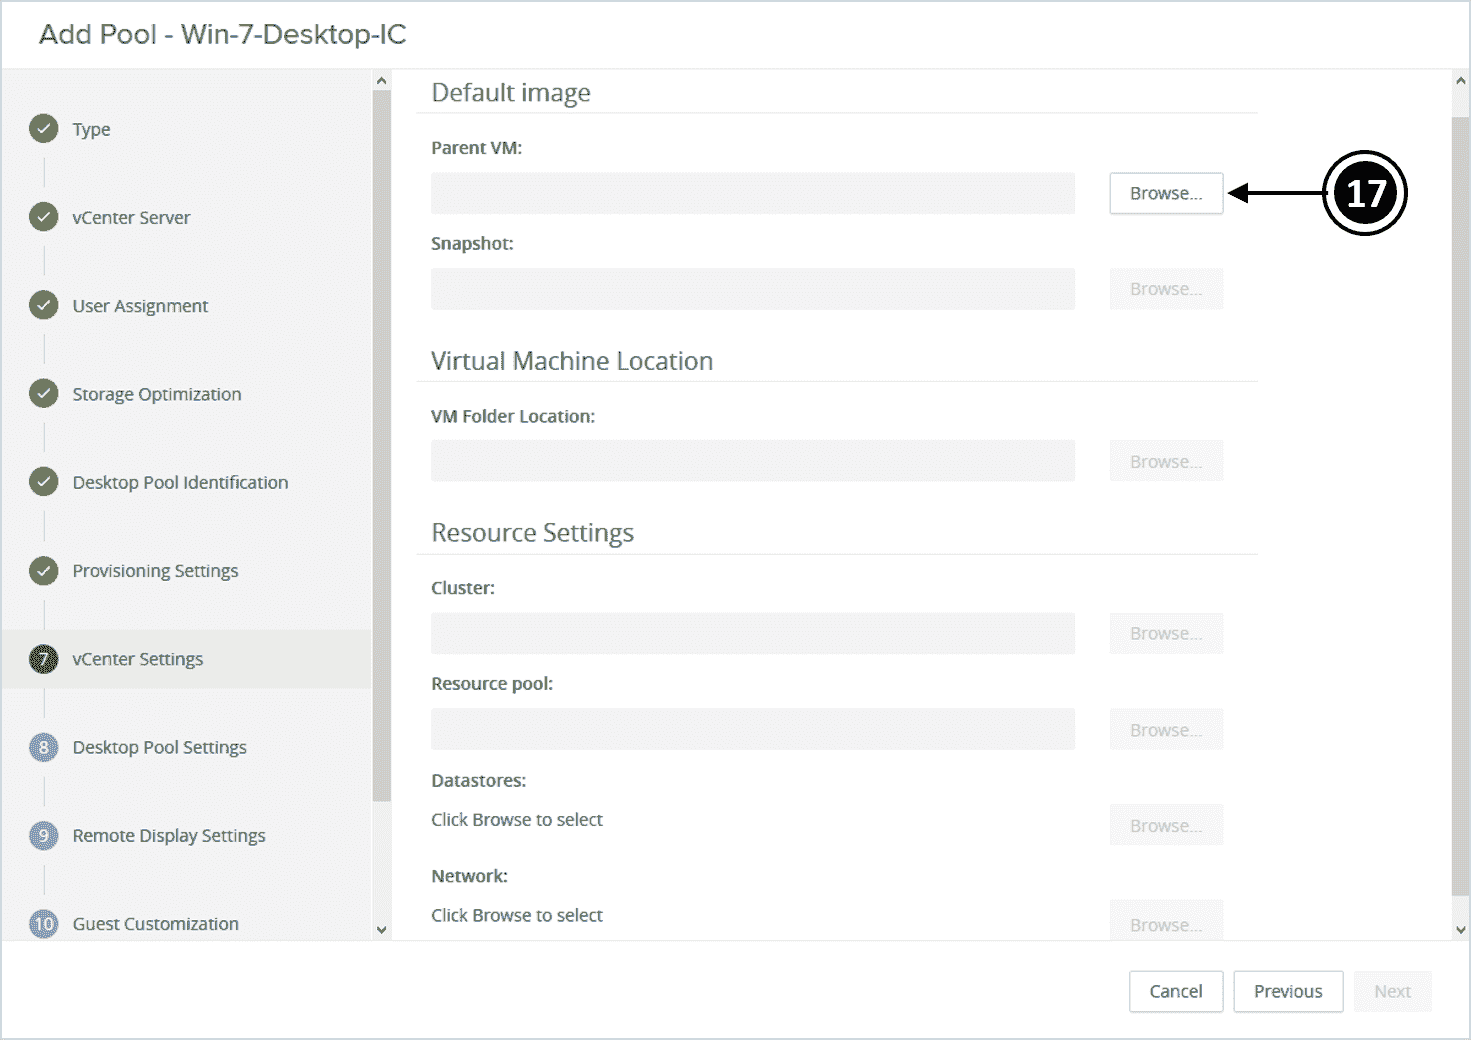 Add Pool - Win-7-Desktop-IC
Type
vCenter Server
User Assignment
Storage Optimization
Desktop Pool Identification
Provisioning Settings
7 vCenter Settings
8 Desktop Pool Settings
9 Remote Display Settings
10 Guest Customization
Default image
Parent VM:
Browse...
17
Snapshot:
Browse...
Virtual Machine Location
VM Folder Location:
Browse...
Resource Settings
Cluster:
Browse...
Resource pool:
Browse...
Datastores:
Click Browse to select
Browse...
Network:
Click Browse to select
Browse...
Cancel Previous Next